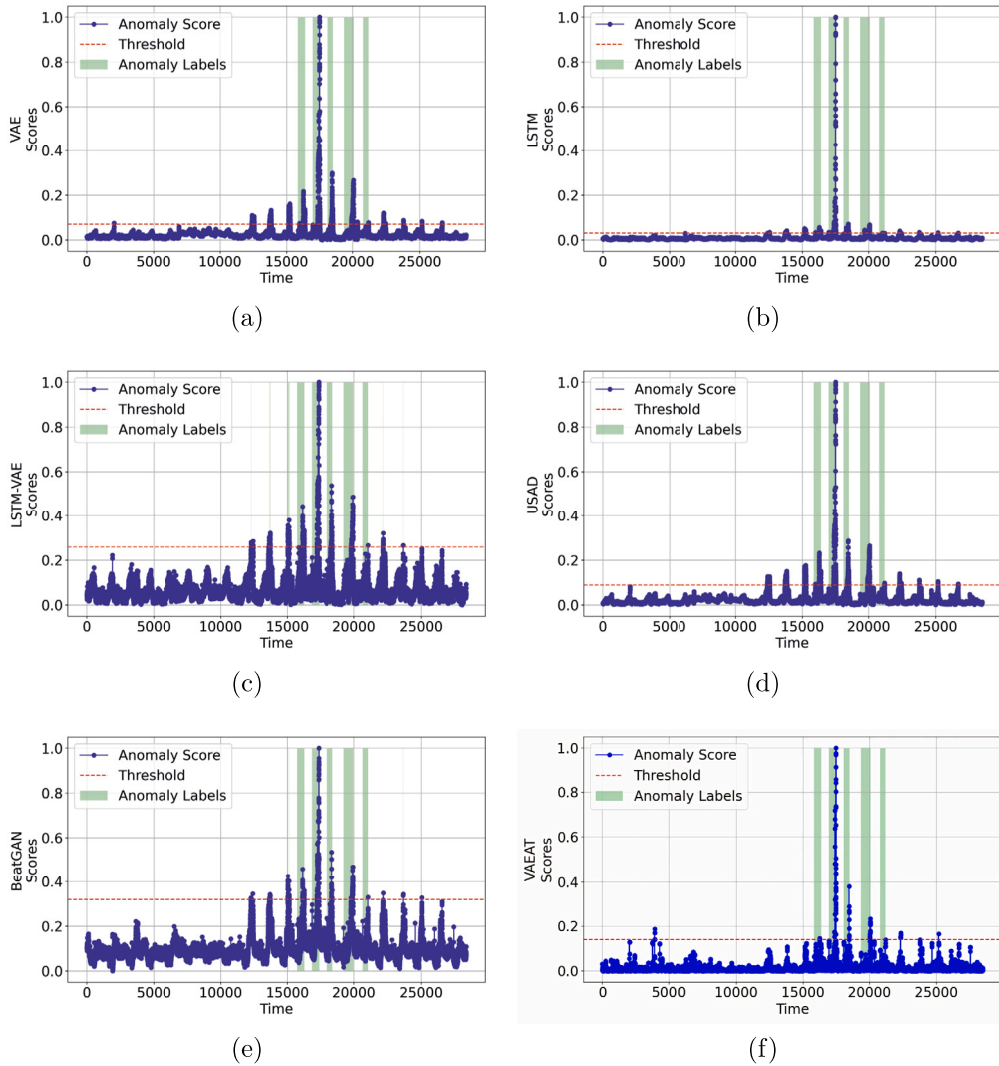 1.0
0.8
0.6
0.4
0.2
0.0
VAE
Scores
Anomaly Score
Threshold
Anomaly Labels
0 5000 10000 15000 20000 25000
Time
(a)
1.0
0.8
0.6
0.4
0.2
0.0
LSTM
Scores
Anomaly Score
Threshold
Anomaly Labels
0 5000 10000 15000 20000 25000
Time
(b)
1.0
0.8
0.6
0.4
0.2
0.0
LSTM-VAE
Scores
Anomaly Score
Threshold
Anomaly Labels
0 5000 10000 15000 20000 25000
Time
(c)
1.0
0.8
0.6
0.4
0.2
0.0
USAD
Scores
Anomaly Score
Threshold
Anomaly Labels
0 5000 10000 15000 20000 25000
Time
(d)
1.0
0.8
0.6
0.4
0.2
0.0
BeatGAN
Scores
Anomaly Score
Threshold
Anomaly Labels
0 5000 10000 15000 20000 25000
Time
(e)
1.0
0.8
0.6
0.4
0.2
0.0
VAEAT
Scores
Anomaly Score
Threshold
Anomaly Labels
0 5000 10000 15000 20000 25000
Time
(f)